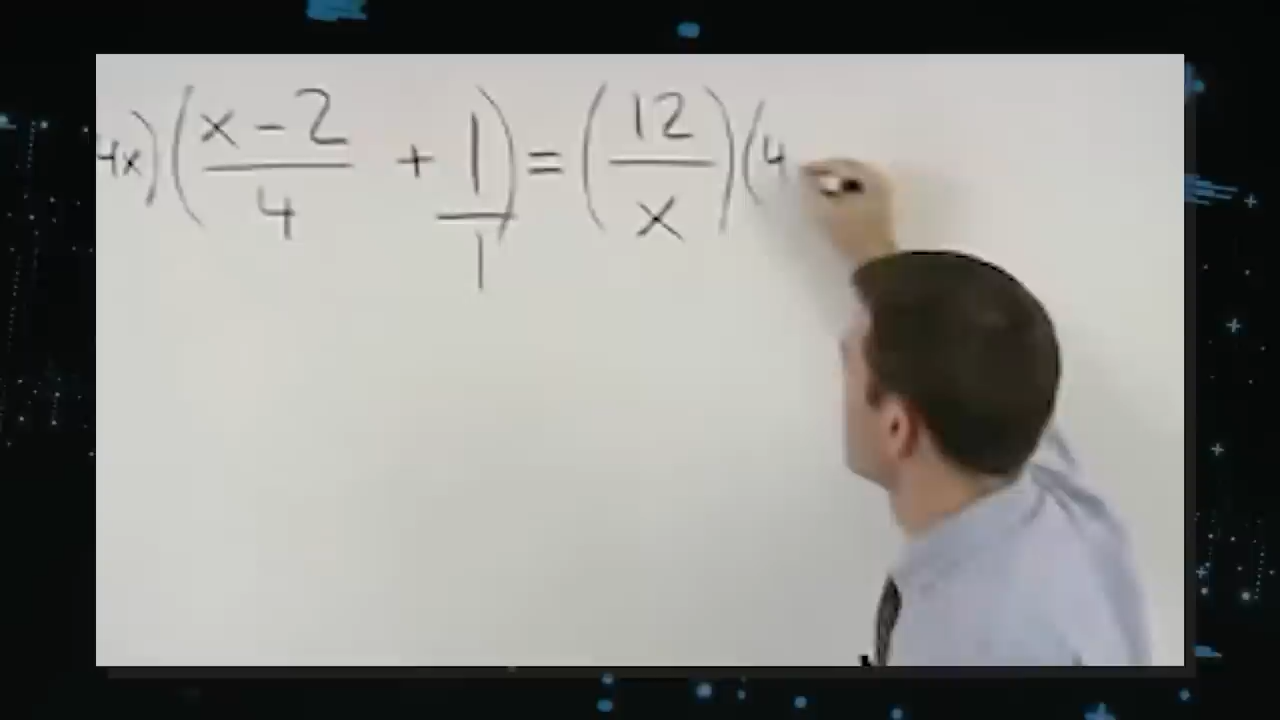 4x) (x - 2 / 4 + 1 / 1) = (12 / x) (4